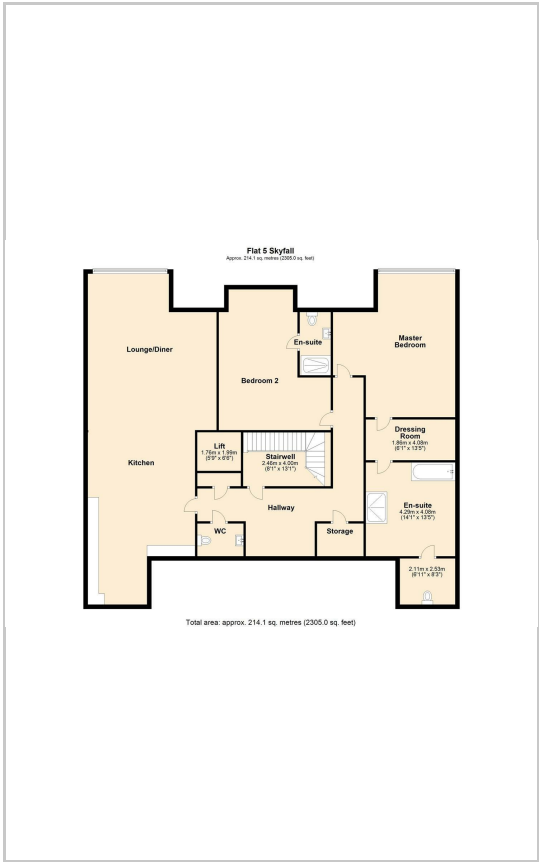 Flat 5 Skyfall
Approx. 214.1 sq. metres (2305.0 sq. feet)
Lounge/Diner
Master
Bedroom
En-suite
Bedroom 2
Dressing
Room
1.86m x 4.08m
(6'1" x 13'5")
Lift
1.76m x 1.99m
(5'9" x 6'6")
Stairwell
2.46m x 4.00m
(8'1" x 13'1")
Kitchen
Hallway
En-suite
4.29m x 4.08m
(14'1" x 13'5")
WC
Storage
2.11m x 2.53m
(6'11" x 8'3")
Total area: approx. 214.1 sq. metres (2305.0 sq. feet)